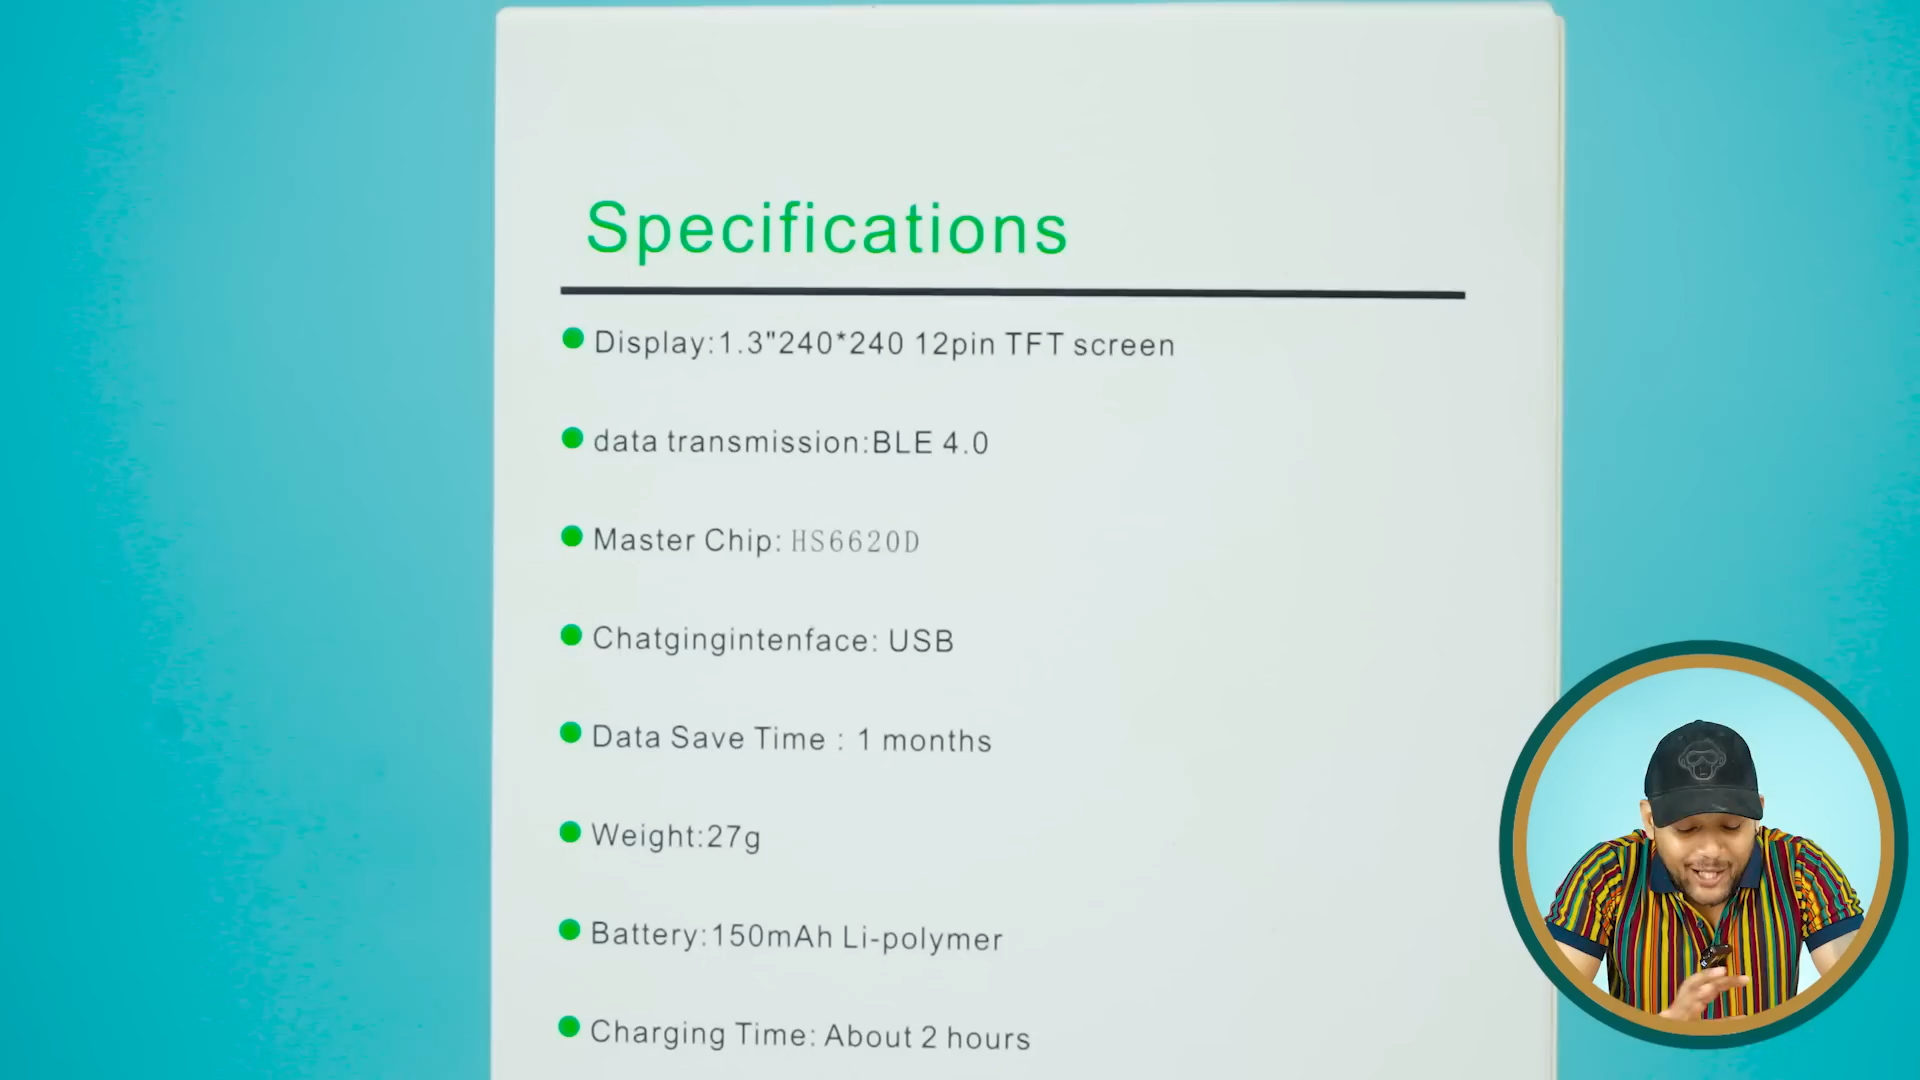 Specifications
Display:1.3"240*240 12pin TFT screen
data transmission:BLE 4.0
Master Chip: HS6620D
Chatgingintenface: USB
Data Save Time : 1 months
Weight:27g
Battery:150mAh Li-polymer
Charging Time: About 2 hours